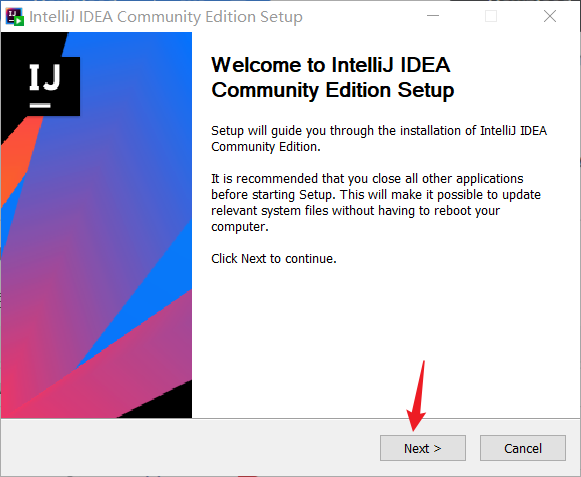 IntelliJ IDEA Community Edition Setup
IJ
Welcome to IntelliJ IDEA
Community Edition Setup
Setup will guide you through the installation of IntelliJ IDEA
Community Edition.
It is recommended that you close all other applications
before starting Setup. This will make it possible to update
relevant system files without having to reboot your
computer.
Click Next to continue.
Next >
Cancel